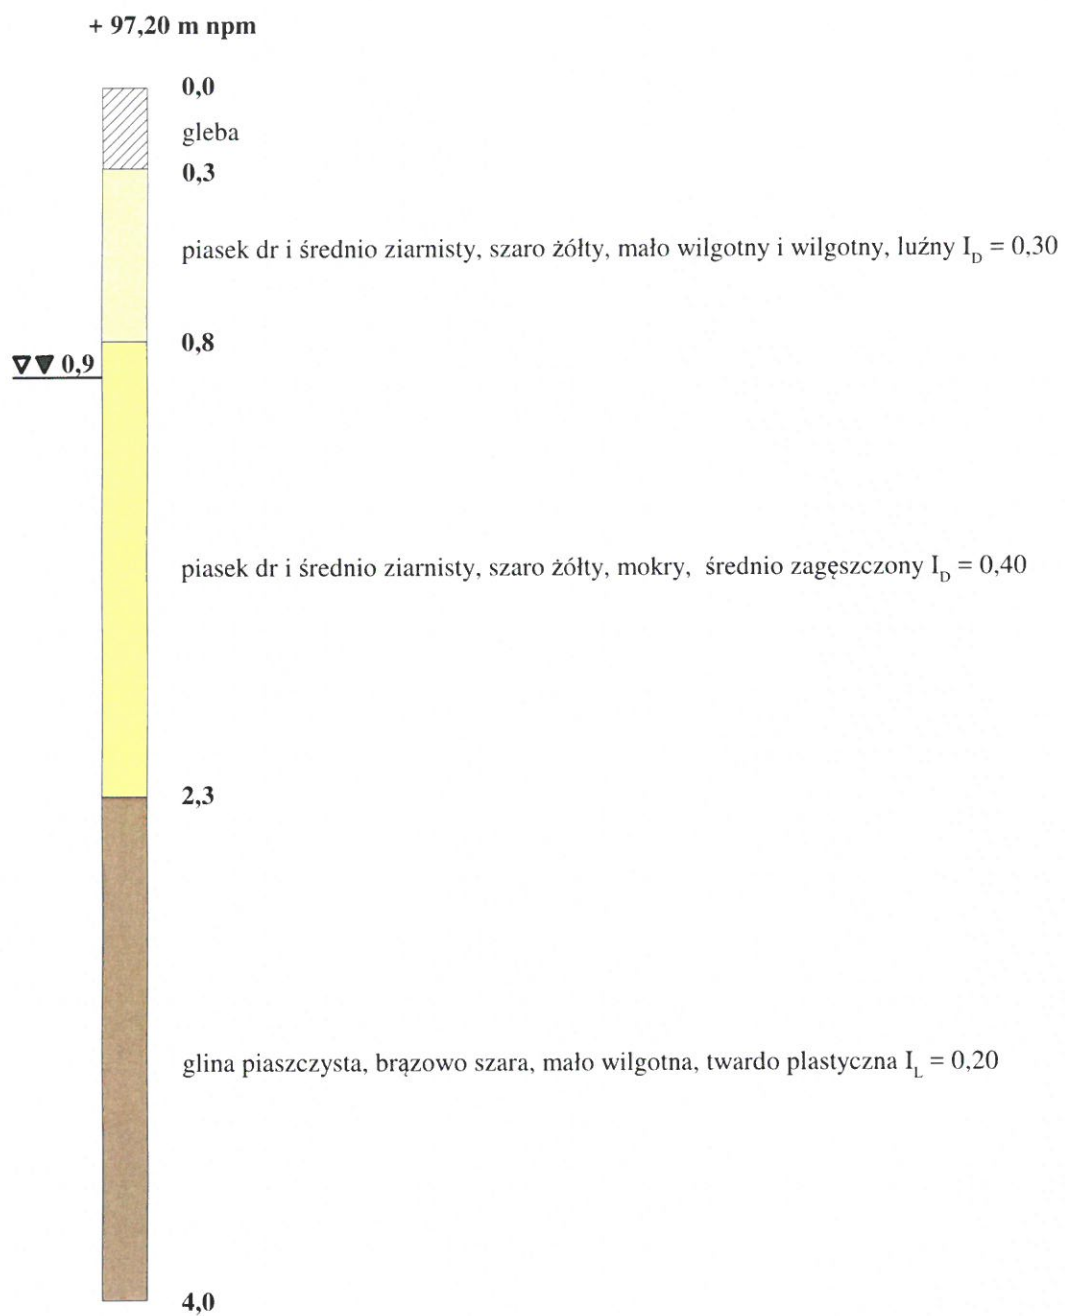 + 97,20 m npm
0,0
gleba
0,3
piasek dr i średnio ziarnisty, szaro żółty, mało wilgotny i wilgotny, luźny I_D = 0,30
0,8
0,9
piasek dr i średnio ziarnisty, szaro żółty, mokry, średnio zagęszczony I_D = 0,40
2,3
glina piaszczysta, brązowo szara, mało wilgotna, twardo plastyczna I_L = 0,20
4,0